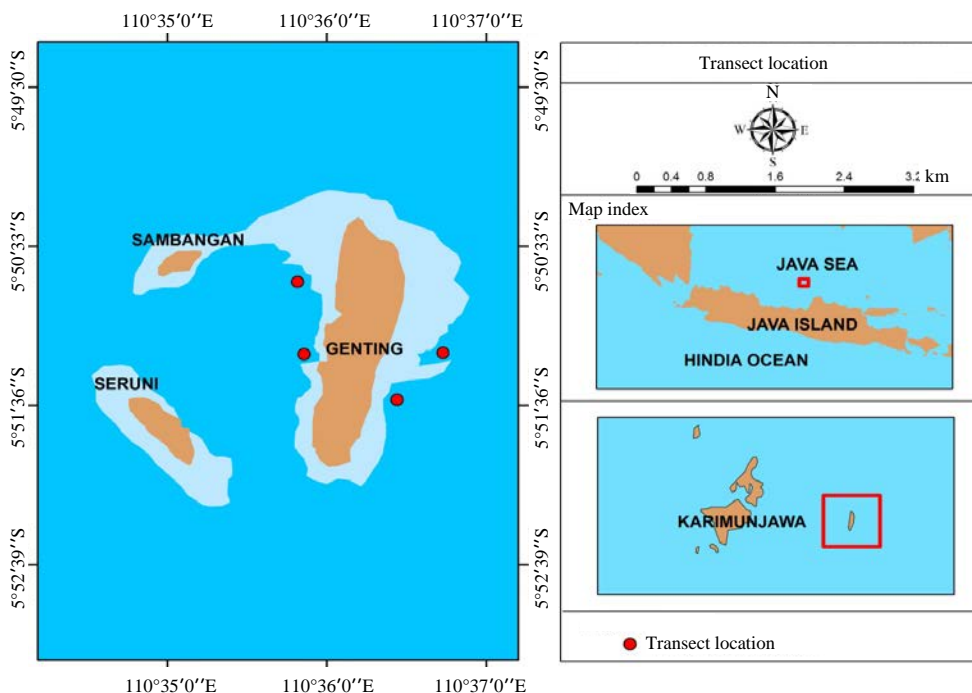 110°35′0′′E 110°36′0′′E 110°37′0′′E
5°49′30′′S
5°50′33′′S
5°51′36′′S
5°52′39′′S
SAMBANGAN
GENTING
SERUNI
5°49′30′′S
5°50′33′′S
5°51′36′′S
5°52′39′′S
110°35′0′′E 110°36′0′′E 110°37′0′′E
Transect location
N
W E
S
0 0.4 0.8 1.6 2.4 3.2 km
Map index
JAVA SEA
JAVA ISLAND
HINDIA OCEAN
KARIMUNJAWA
Transect location